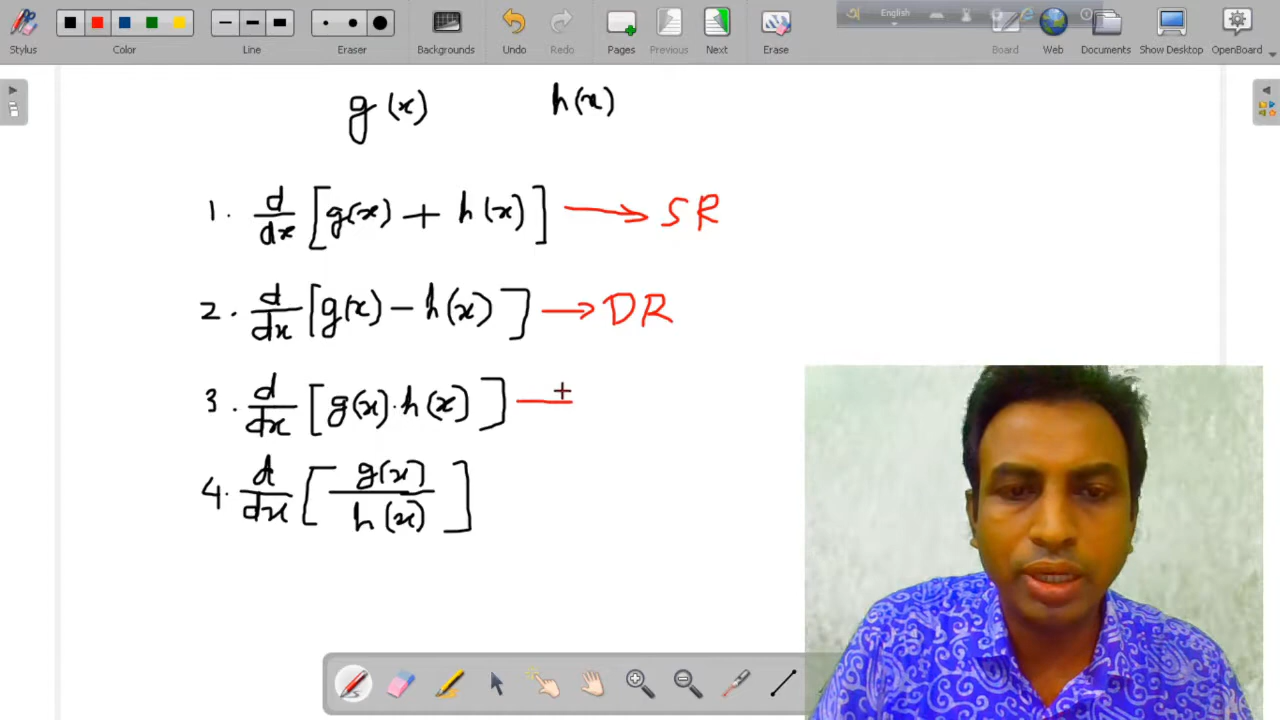 Stylus Color Line Eraser Backgrounds Undo Redo Pages Previous Next Erase English Board Web Documents Show Desktop OpenBoard
g(x) h(x)
1. d/dx [g(x) + h(x)] → SR
2. d/dx [g(x) − h(x)] → DR
3. d/dx [g(x)·h(x)] —
4. d/dx [g(x)/h(x)]